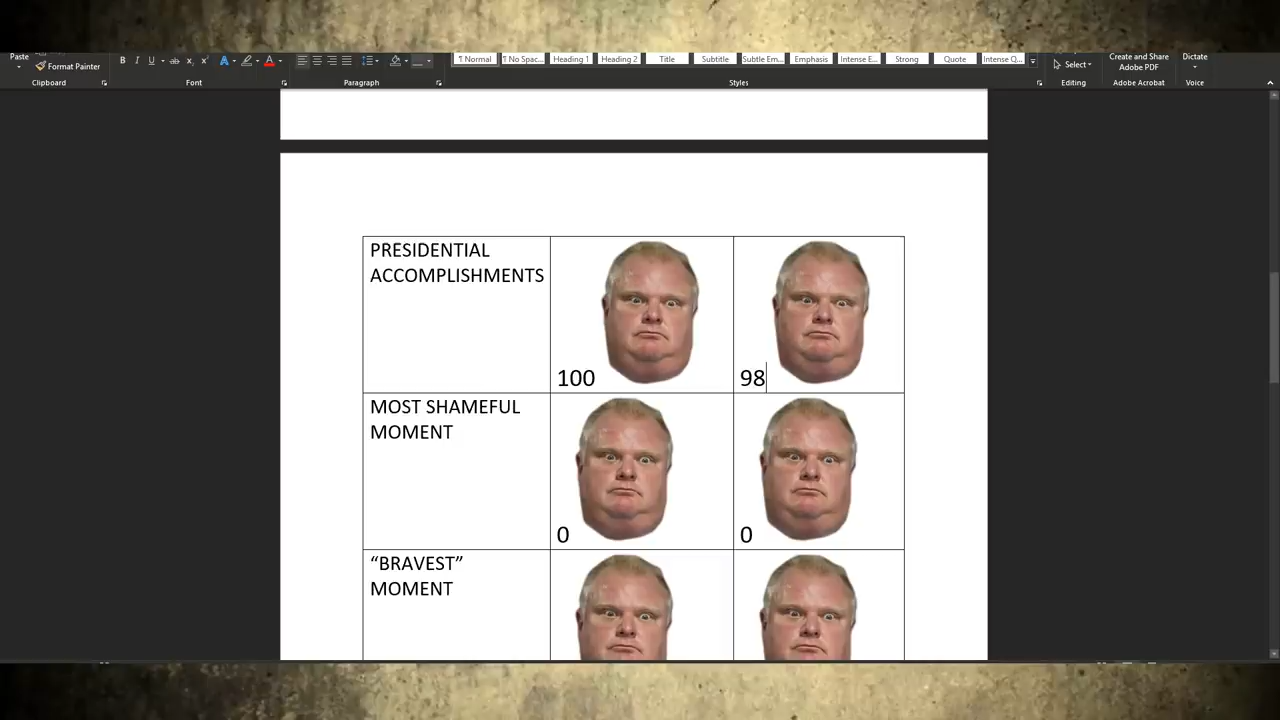 Paste
Format Painter
Clipboard
B I U ab x x A A
Font
Paragraph
¶ Normal ¶ No Spac... Heading 1 Heading 2 Title Subtitle Subtle Em... Emphasis Intense E... Strong Quote Intense Q...
Styles
Select
Editing
Create and Share
Adobe PDF
Adobe Acrobat
Dictate
Voice
PRESIDENTIAL
ACCOMPLISHMENTS
100
98
MOST SHAMEFUL
MOMENT
0
0
“BRAVEST”
MOMENT